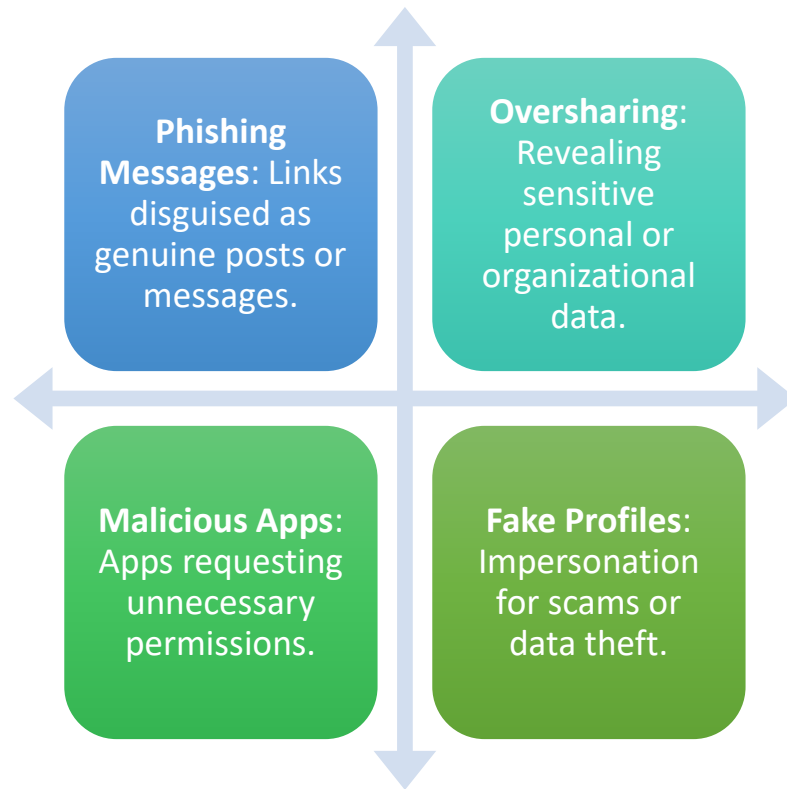 Phishing
Messages: Links
disguised as
genuine posts or
messages.
Oversharing:
Revealing
sensitive
personal or
organizational
data.
Malicious Apps:
Apps requesting
unnecessary
permissions.
Fake Profiles:
Impersonation
for scams or
data theft.